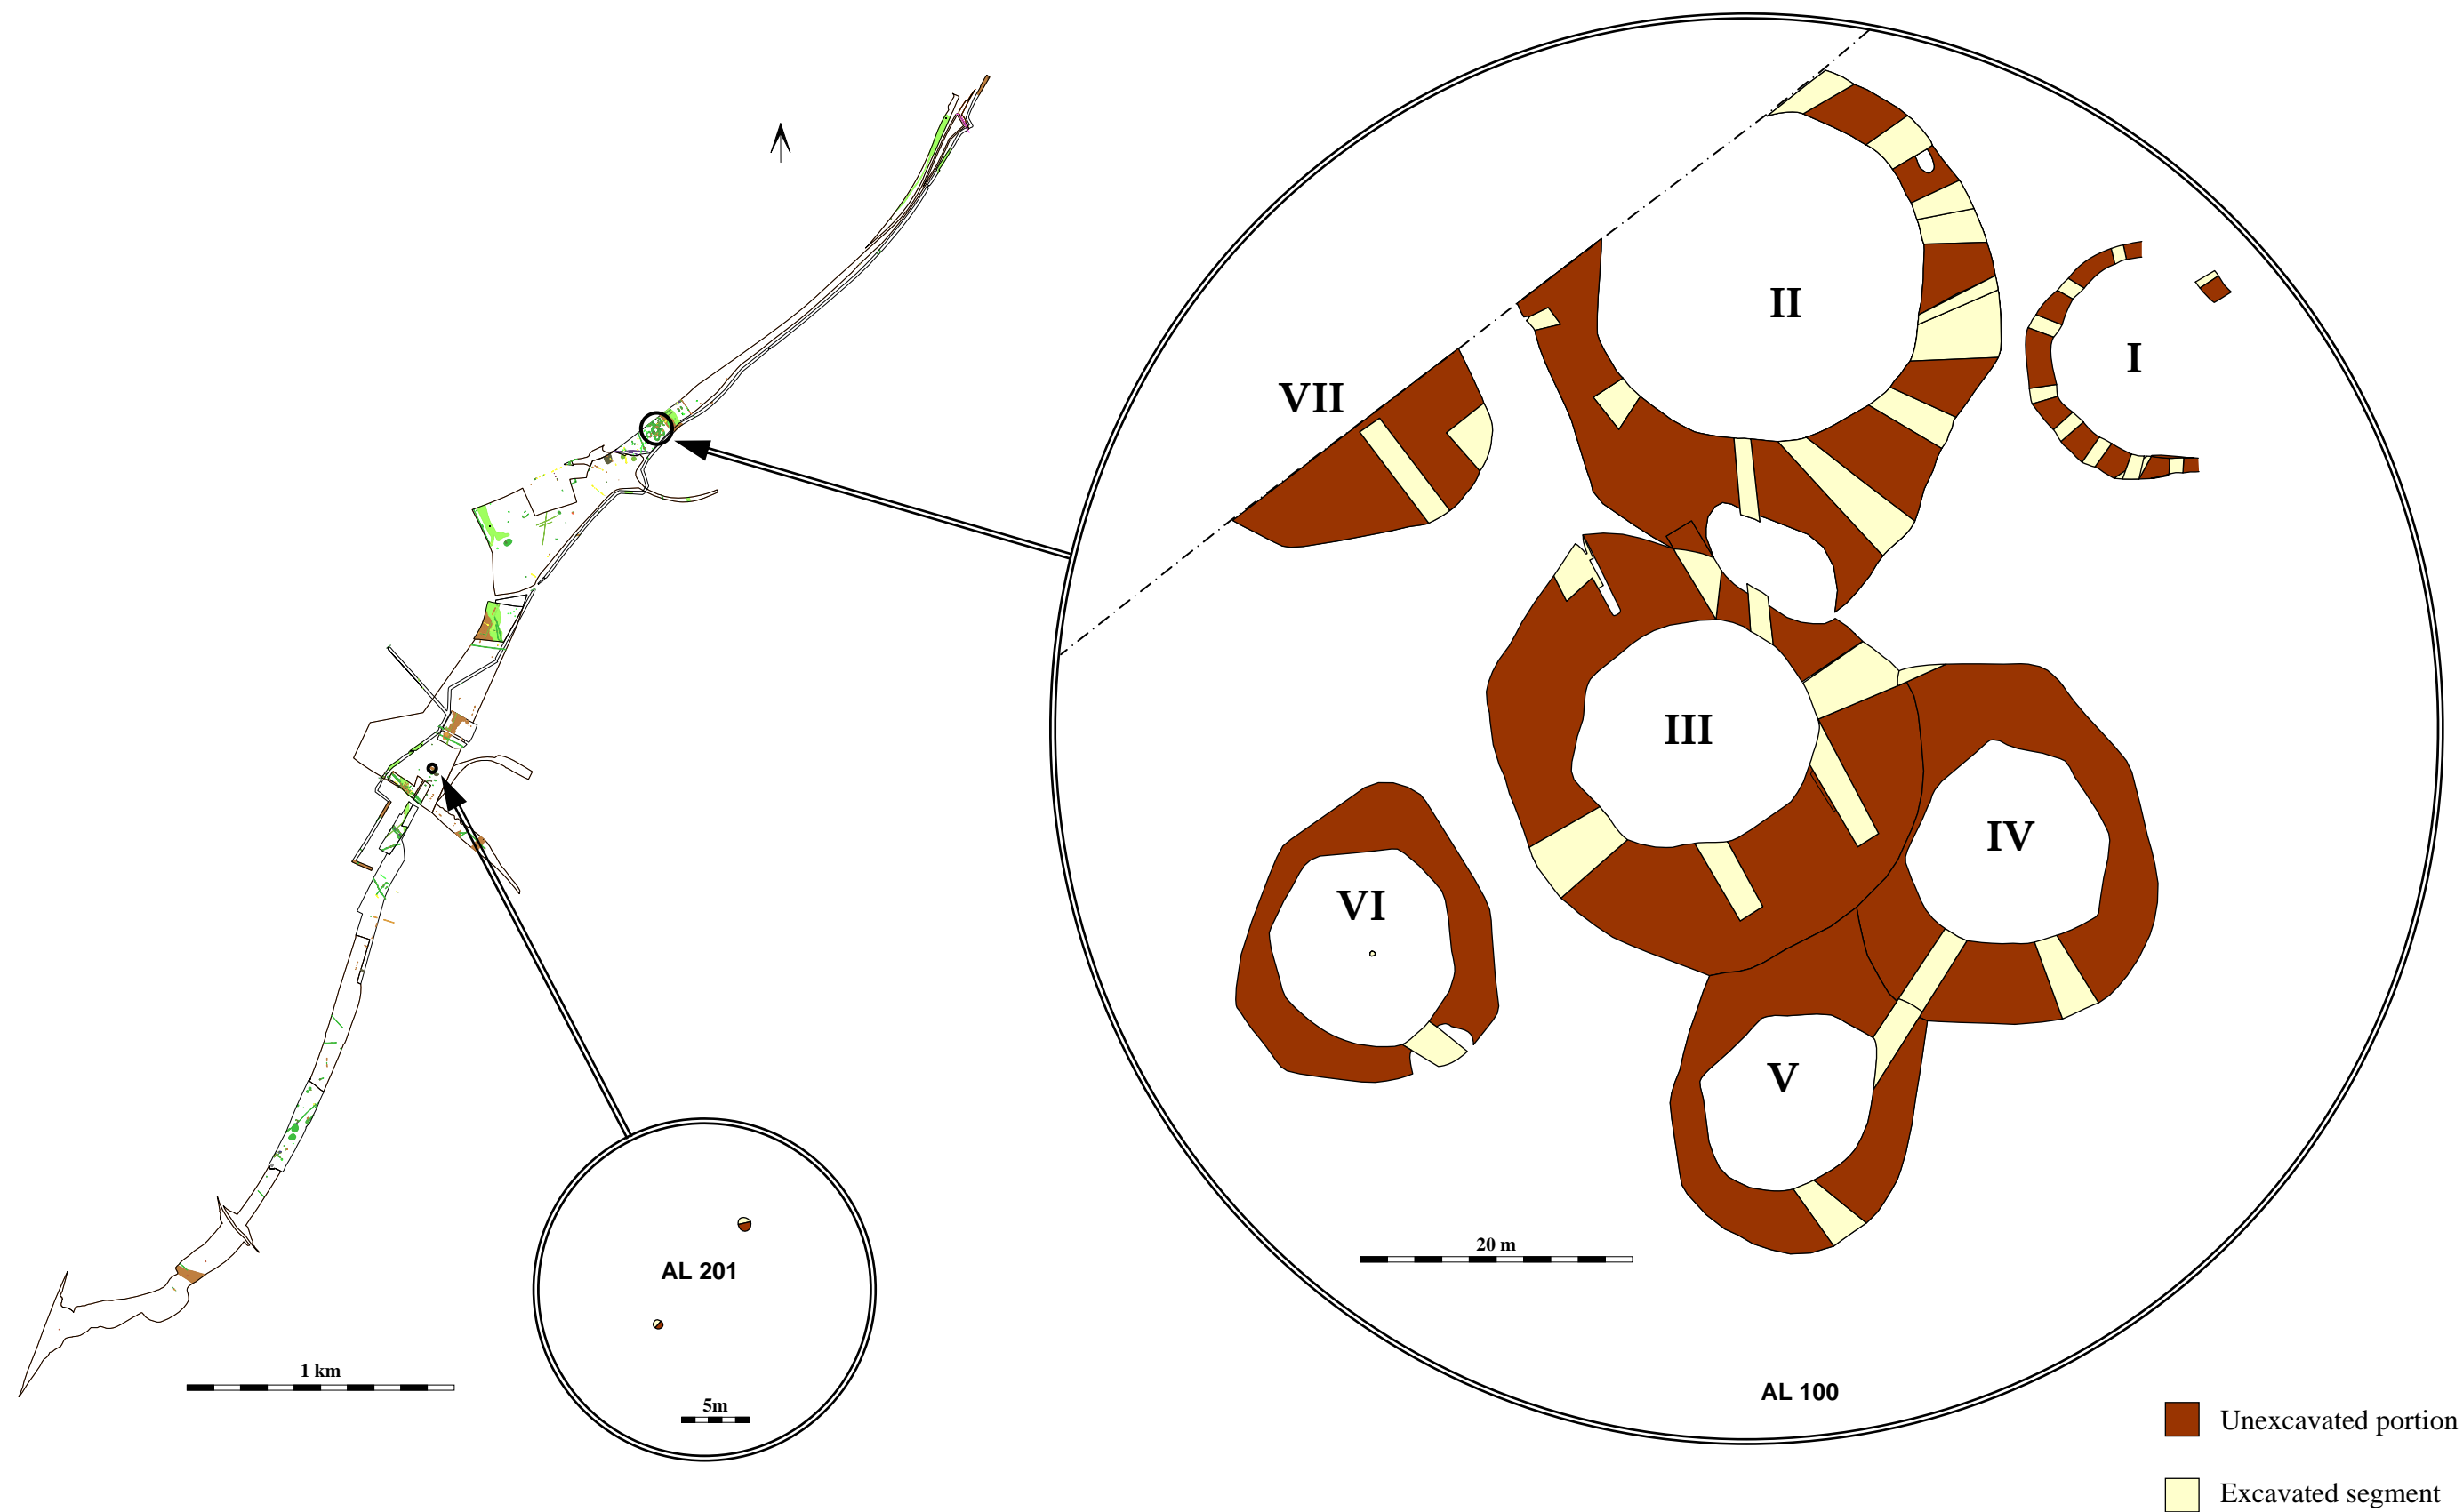 II
I
VII
III
IV
VI
V
20 m
AL 201
1 km
5m
AL 100
Unexcavated portion
Excavated segment